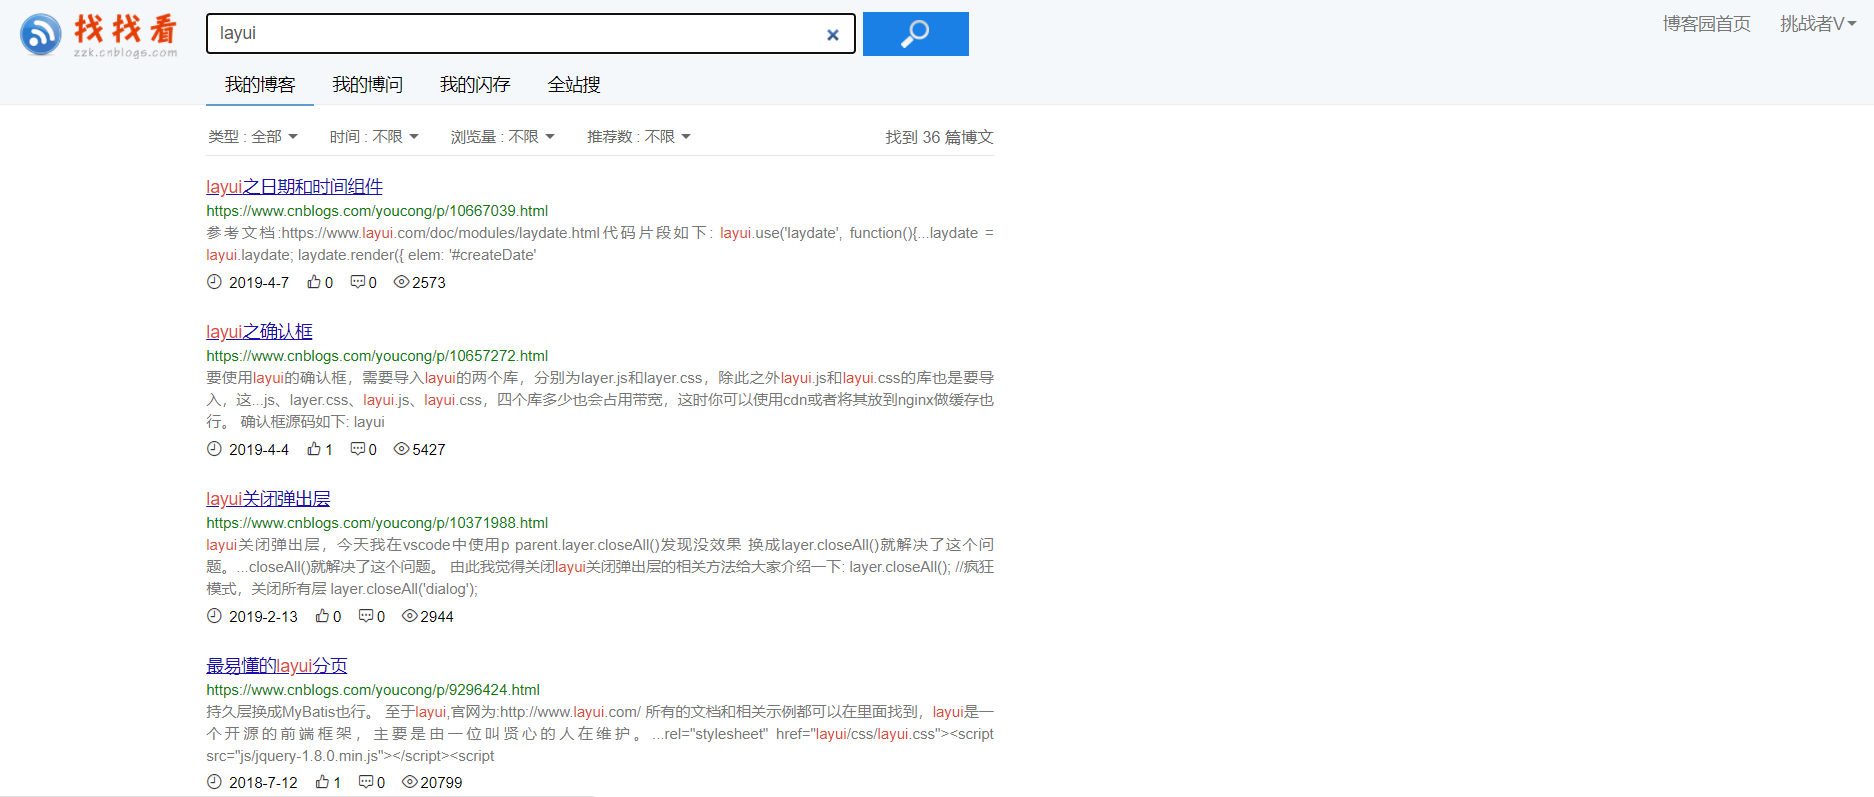 找找看
zzk.cnblogs.com
layui
博客园首页 挑战者V
我的博客 我的博问 我的闪存 全站搜
类型 : 全部 时间 : 不限 浏览量 : 不限 推荐数 : 不限 找到 36 篇博文
layui之日期和时间组件
https://www.cnblogs.com/youcong/p/10667039.html
参考文档:https://www.layui.com/doc/modules/laydate.html代码片段如下: layui.use('laydate', function(){...laydate =
layui.laydate; laydate.render({ elem: '#createDate'
2019-4-7 0 0 2573
layui之确认框
https://www.cnblogs.com/youcong/p/10657272.html
要使用layui的确认框，需要导入layui的两个库，分别为layer.js和layer.css，除此之外layui.js和layui.css的库也是要导
入，这...js、layer.css、layui.js、layui.css，四个库多少也会占用带宽，这时你可以使用cdn或者将其放到nginx做缓存也
行。 确认框源码如下: layui
2019-4-4 1 0 5427
layui关闭弹出层
https://www.cnblogs.com/youcong/p/10371988.html
layui关闭弹出层，今天我在vscode中使用p parent.layer.closeAll()发现没效果 换成layer.closeAll()就解决了这个问
题。...closeAll()就解决了这个问题。 由此我觉得关闭layui关闭弹出层的相关方法给大家介绍一下: layer.closeAll(); //疯狂
模式，关闭所有层 layer.closeAll('dialog');
2019-2-13 0 0 2944
最易懂的layui分页
https://www.cnblogs.com/youcong/p/9296424.html
持久层换成MyBatis也行。 至于layui,官网为:http://www.layui.com/ 所有的文档和相关示例都可以在里面找到，layui是一
个开源的前端框架，主要是由一位叫贤心的人在维护。...rel="stylesheet" href="layui/css/layui.css"><script
src="js/jquery-1.8.0.min.js"></script><script
2018-7-12 1 0 20799